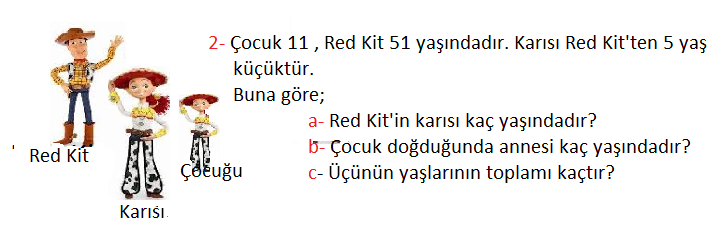 2- Çocuk 11 , Red Kit 51 yaşındadır. Karısı Red Kit'ten 5 yaş
küçüktür.
Buna göre;
a- Red Kit'in karısı kaç yaşındadır?
b- Çocuk doğduğunda annesi kaç yaşındadır?
c- Üçünün yaşlarının toplamı kaçtır?
Red Kit
Çocuğu
Karısı